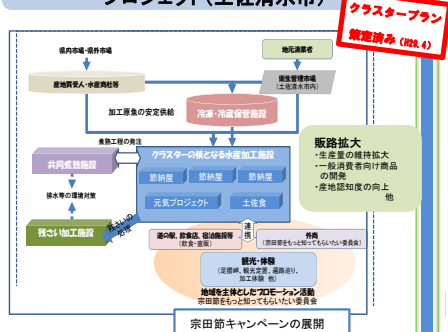 プロジェクト（土佐清水市）
クラスタープラン
策定済み（H29.4）
県内市場・県外市場
地元漁業者
産地買受人・水産商社等
衛生管理市場
（土佐清水市内）
加工原魚の安定供給
冷凍・冷蔵保管施設
煮熟工程の発注
共同煮熟施設
クラスターの核となる水産加工施設
節納屋
節納屋
節納屋
元気プロジェクト
土佐食
排水等の環境対策
残さい加工施設
残さいの
処理
販路拡大
・生産量の維持拡大
・一般消費者向け商品
の開発
・産地認知度の向上
他
連携
道の駅、飲食店、宿泊施設等
（飲食・直販）
外商
（宗田節をもっと知ってもらいたい委員会）
観光・体験
（足摺岬、観光定置、遍路巡り、
加工体験　他）
地域を主体としたプロモーション活動
宗田節をもっと知ってもらいたい委員会
宗田節キャンペーンの展開